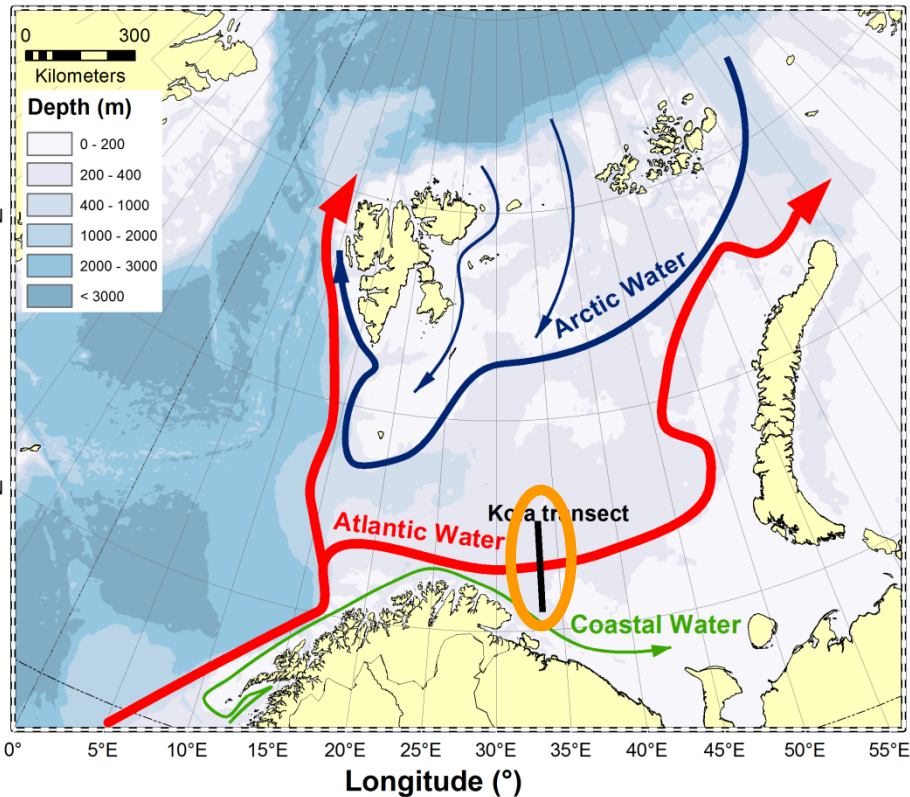 0 300
Kilometers
Depth (m)
0 - 200
200 - 400
400 - 1000
1000 - 2000
2000 - 3000
< 3000
Arctic Water
Kola transect
Atlantic Water
Coastal Water
0° 5°E 10°E 15°E 20°E 25°E 30°E 35°E 40°E 45°E 50°E 55°E
Longitude (°)